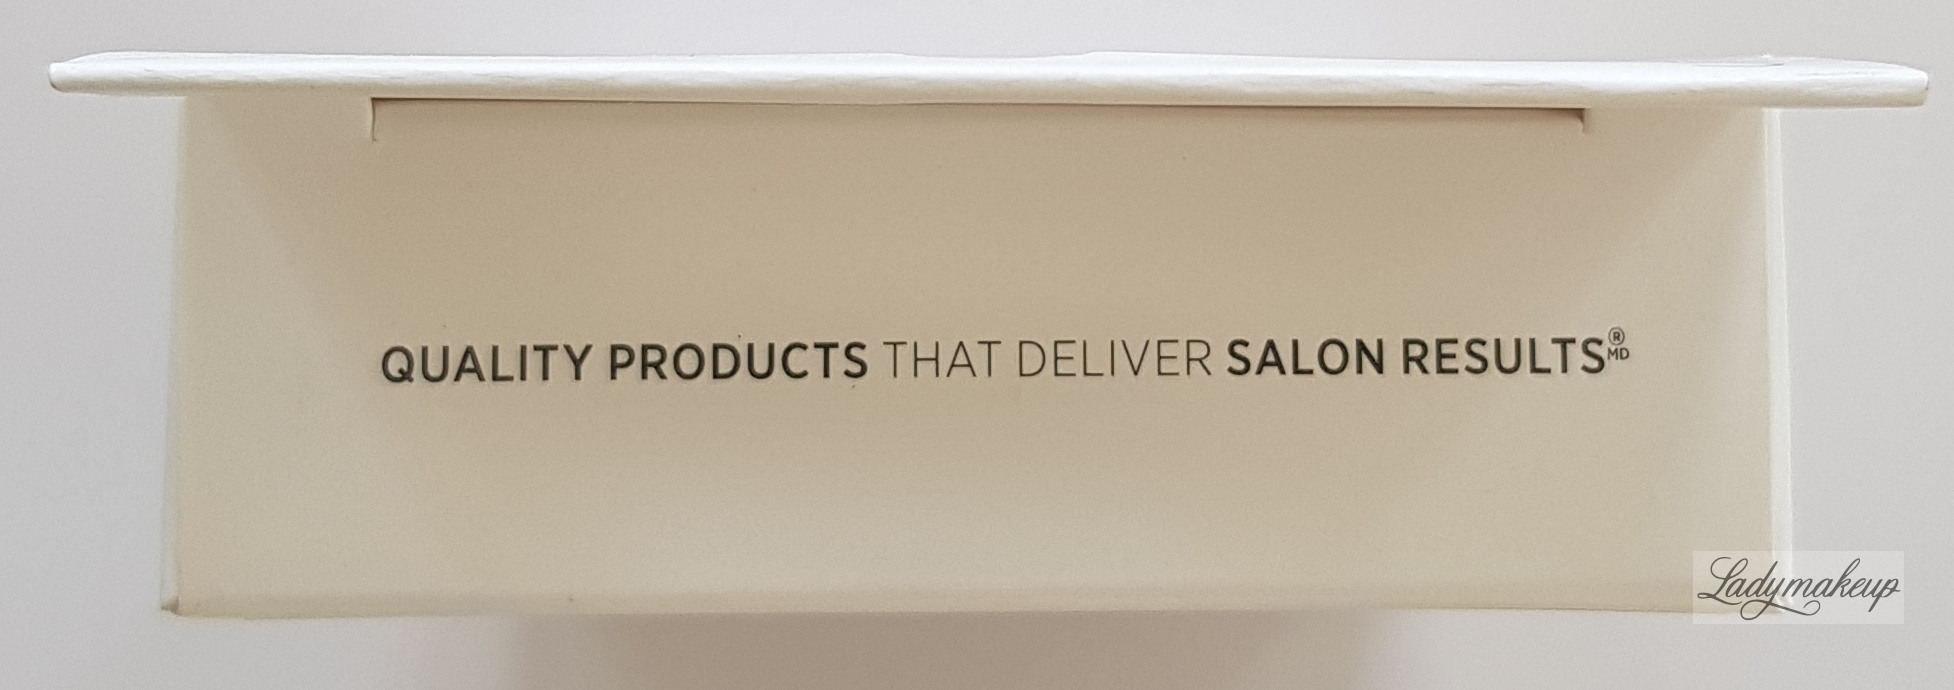 QUALITY PRODUCTS THAT DELIVER SALON RESULTS®MD
Ladymakeup